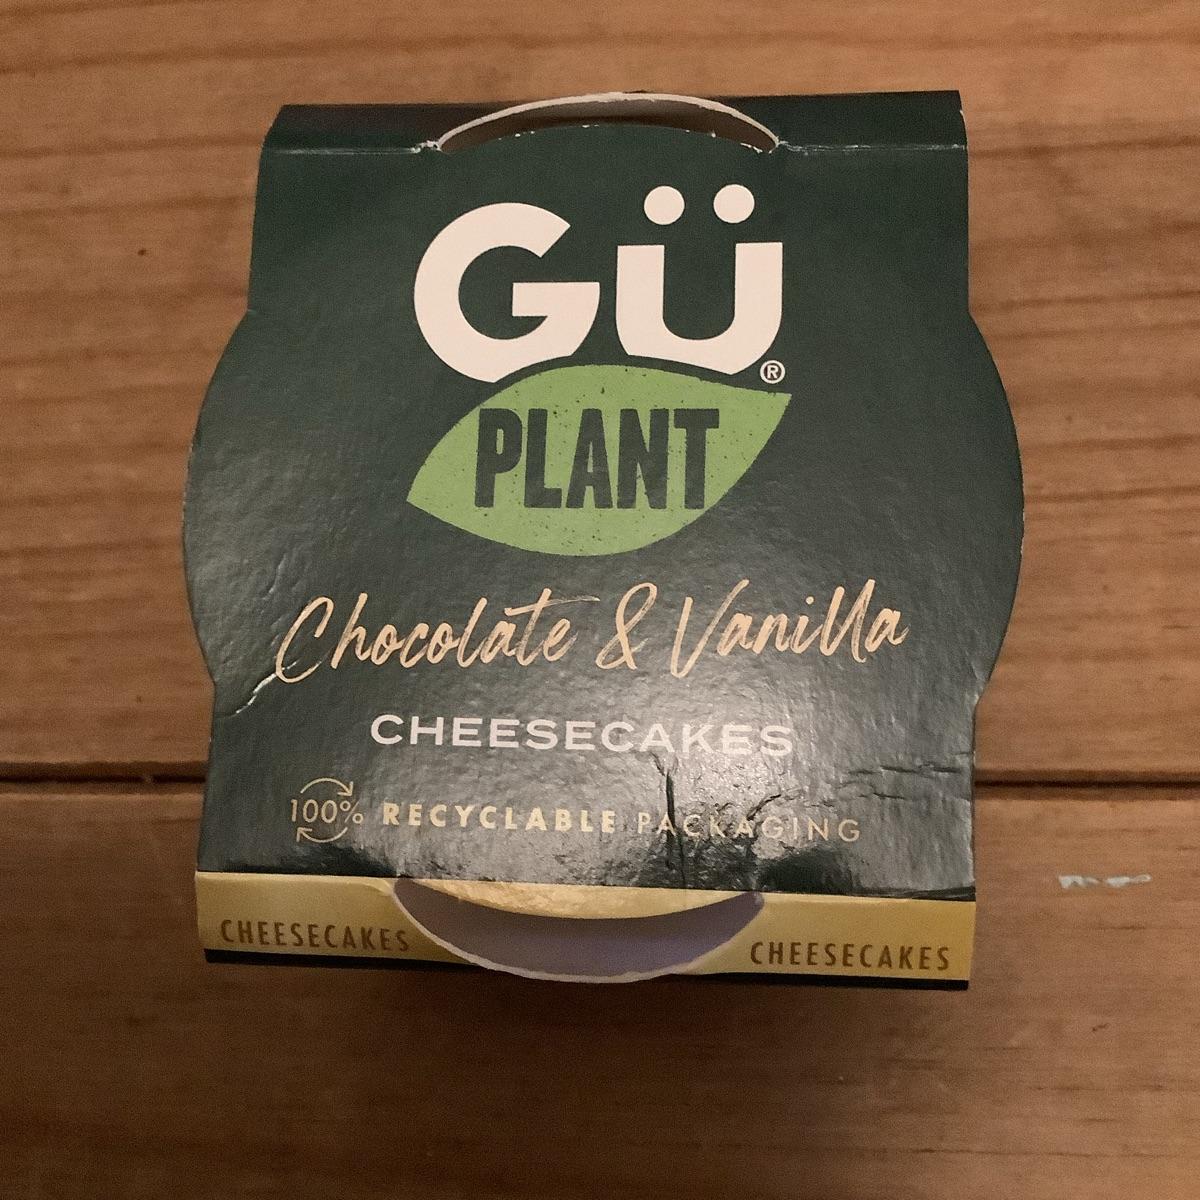 Gü®
PLANT
Chocolate & Vanilla
CHEESECAKES
100% RECYCLABLE PACKAGING
CHEESECAKES CHEESECAKES